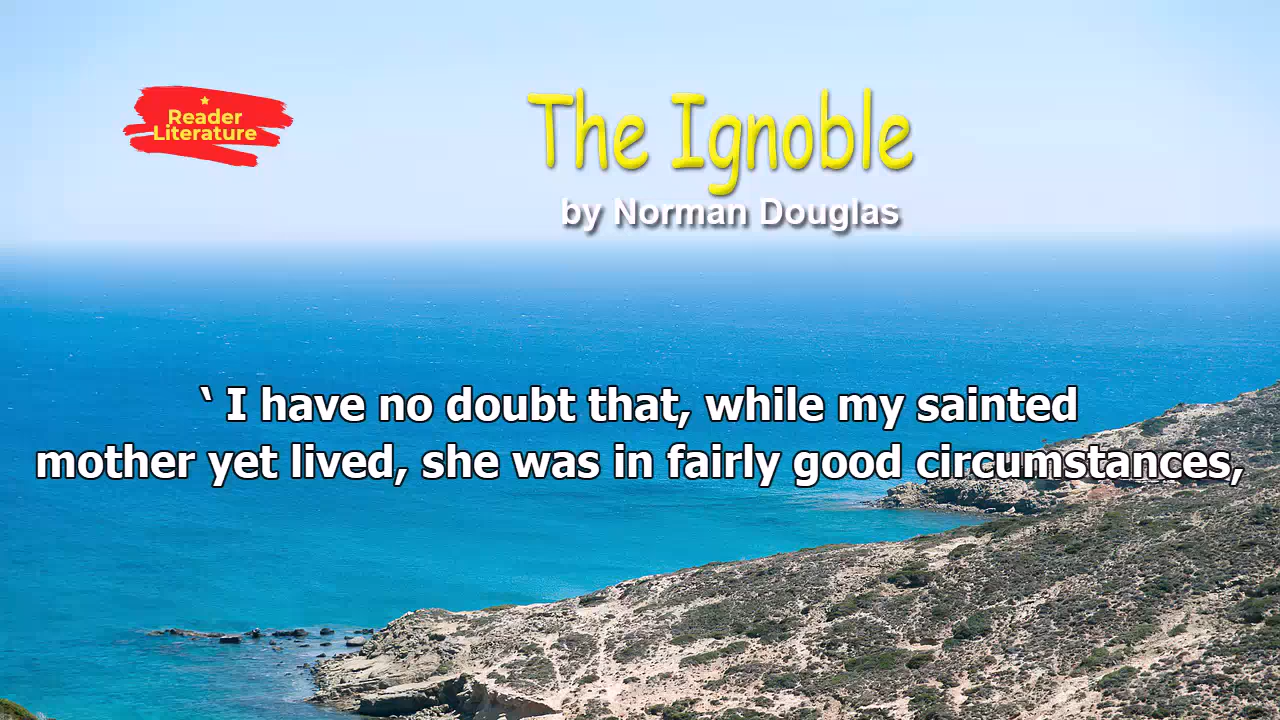 Reader
Literature
The Ignoble
by Norman Douglas
‘ I have no doubt that, while my sainted
mother yet lived, she was in fairly good circumstances,